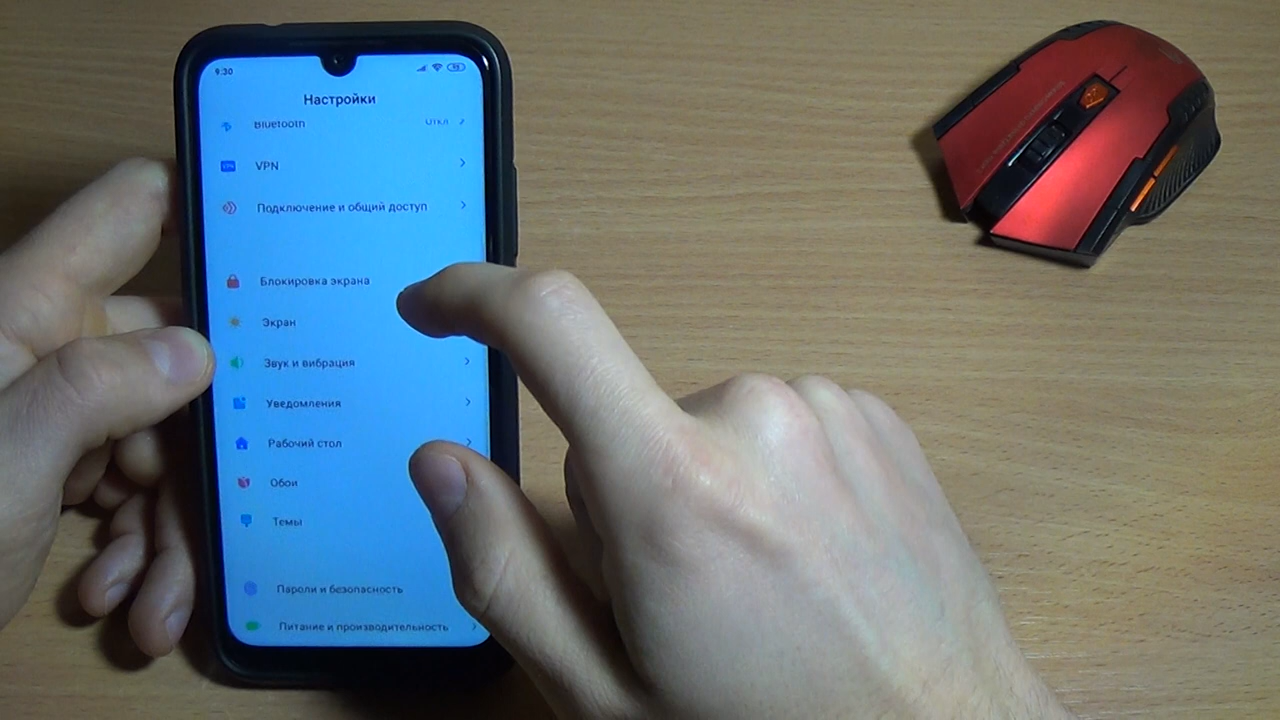 9:30
Настройки
Bluetooth Откл
VPN
Подключение и общий доступ
Блокировка экрана
Экран
Звук и вибрация
Уведомления
Рабочий стол
Обои
Темы
Пароли и безопасность
Питание и производительность